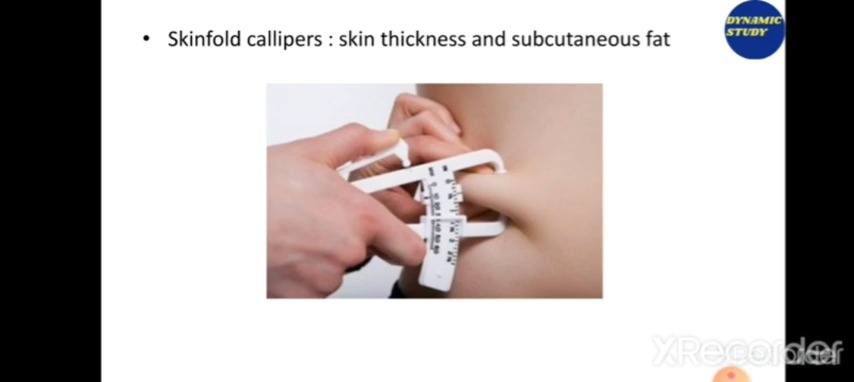 • Skinfold callipers : skin thickness and subcutaneous fat
DYNAMIC
STUDY
XRecorder